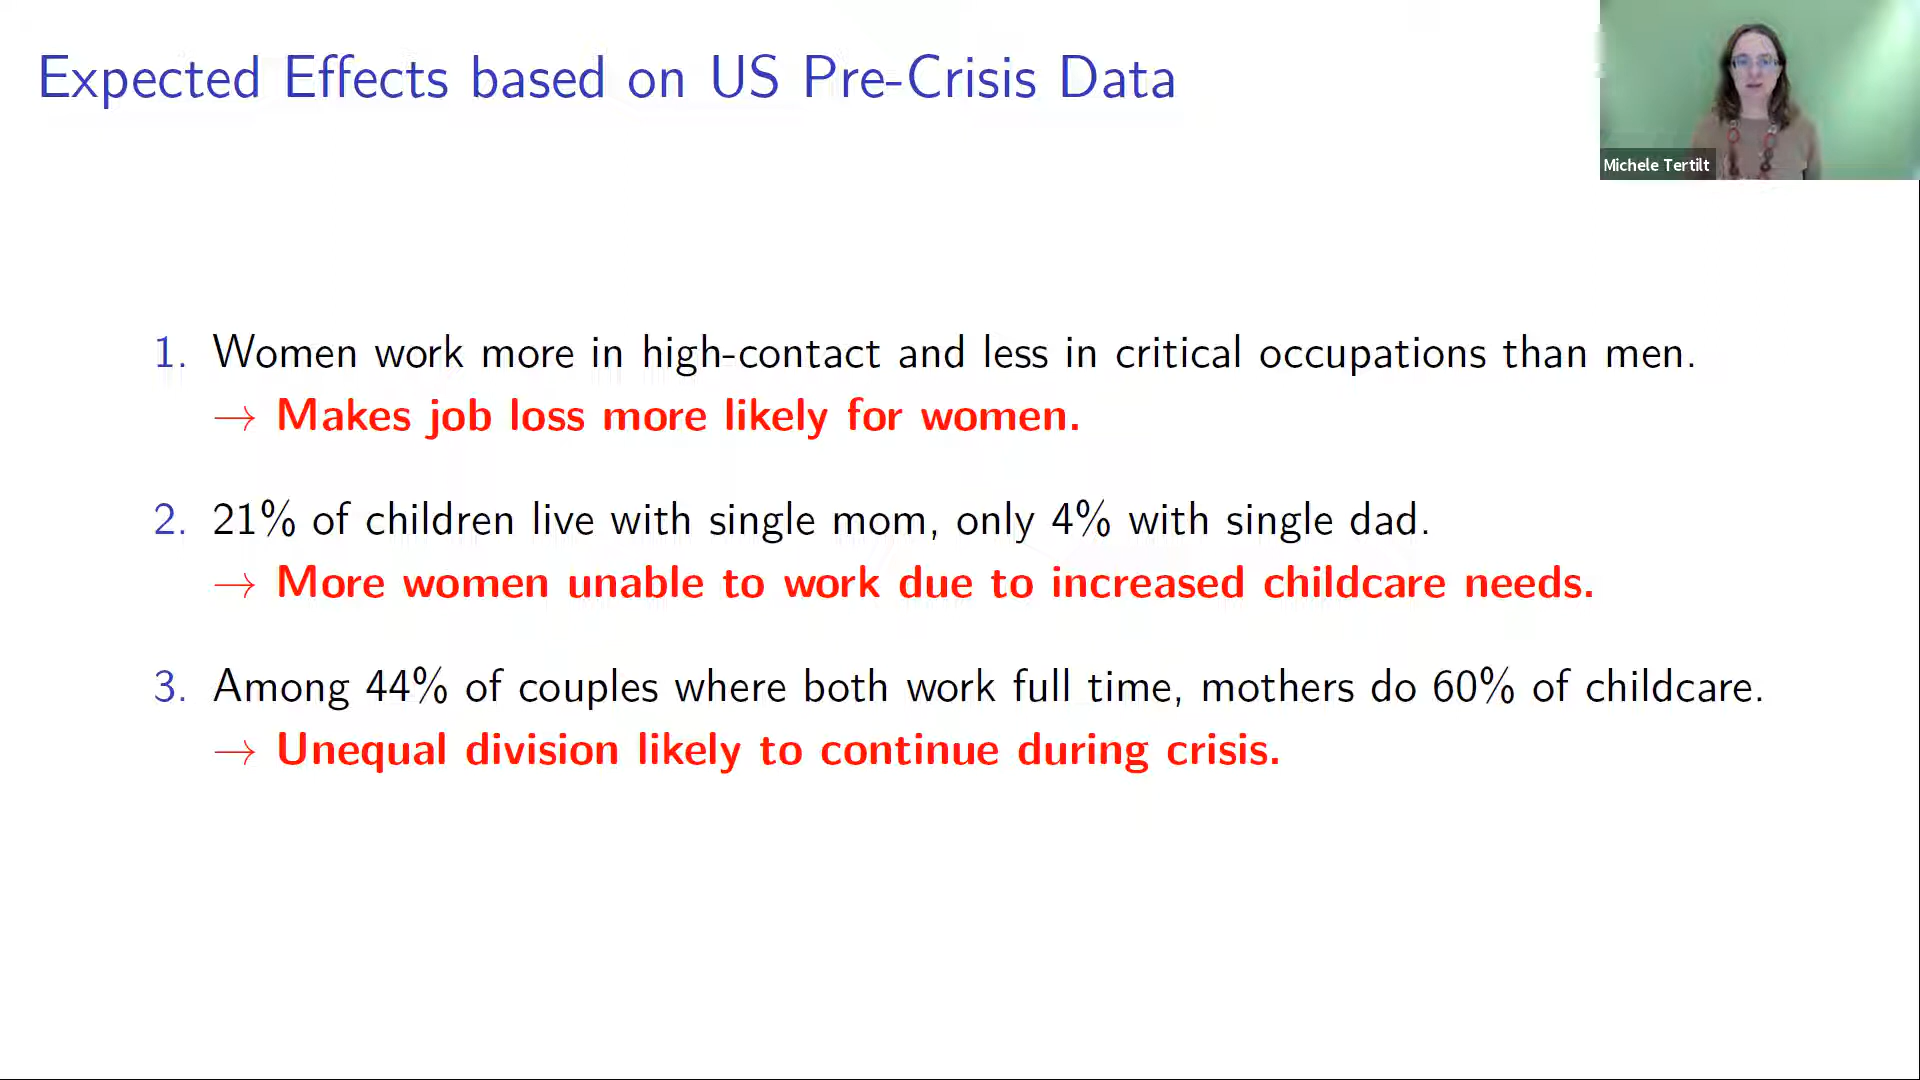 Expected Effects based on US Pre-Crisis Data
Michele Tertilt
1. Women work more in high-contact and less in critical occupations than men.
→ Makes job loss more likely for women.
2. 21% of children live with single mom, only 4% with single dad.
→ More women unable to work due to increased childcare needs.
3. Among 44% of couples where both work full time, mothers do 60% of childcare.
→ Unequal division likely to continue during crisis.